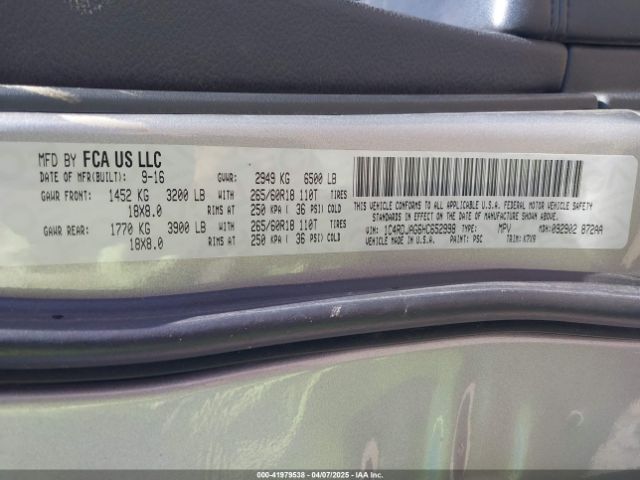 MFD BY FCA US LLC
DATE OF MFR(BUILT): 9-16 GVWR: 2949 KG 6500 LB
GAWR FRONT: 1452 KG 3200 LB WITH 265/60R18 110T TIRES
18X8.0 RIMS AT 250 KPA ( 36 PSI) COLD
GAWR REAR: 1770 KG 3900 LB WITH 265/60R18 110T TIRES
18X8.0 RIMS AT 250 KPA ( 36 PSI) COLD
THIS VEHICLE CONFORMS TO ALL APPLICABLE U.S.A. FEDERAL MOTOR VEHICLE SAFETY
STANDARDS IN EFFECT ON THE DATE OF MANUFACTURE SHOWN ABOVE.
VIN: 1C4RDJAG6HC652998 TYPE: MPV MDH: 092902 872AA
MADE IN U.S.A. PAINT: PSC TRIM: K7V9
000-41979538 - 04/07/2025 - IAA Inc.